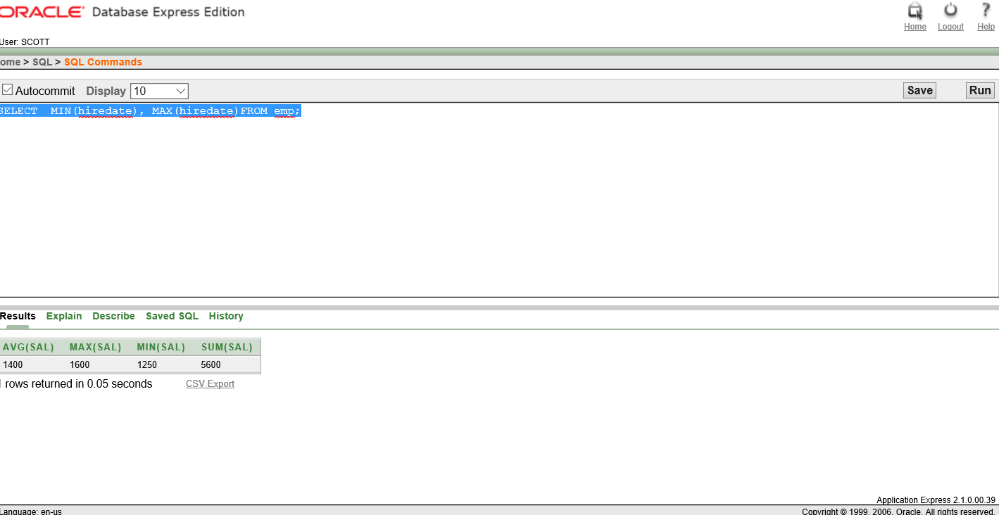 ORACLE® Database Express Edition
Home Logout Help
User: SCOTT
ome > SQL > SQL Commands
Autocommit Display 10 Save Run
SELECT  MIN(hiredate), MAX(hiredate)FROM emp;
Results Explain Describe Saved SQL History
AVG(SAL) MAX(SAL) MIN(SAL) SUM(SAL)
1400 1600 1250 5600
1 rows returned in 0.05 seconds CSV Export
Application Express 2.1.0.00.39
Language: en-us Copyright © 1999, 2006, Oracle. All rights reserved.